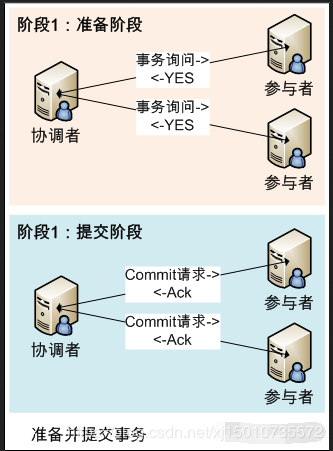 阶段1：准备阶段
事务询问->
<-YES
参与者
事务询问->
<-YES
协调者
参与者
阶段1：提交阶段
Commit请求->
<-Ack
参与者
Commit请求->
<-Ack
协调者
参与者
准备并提交事务